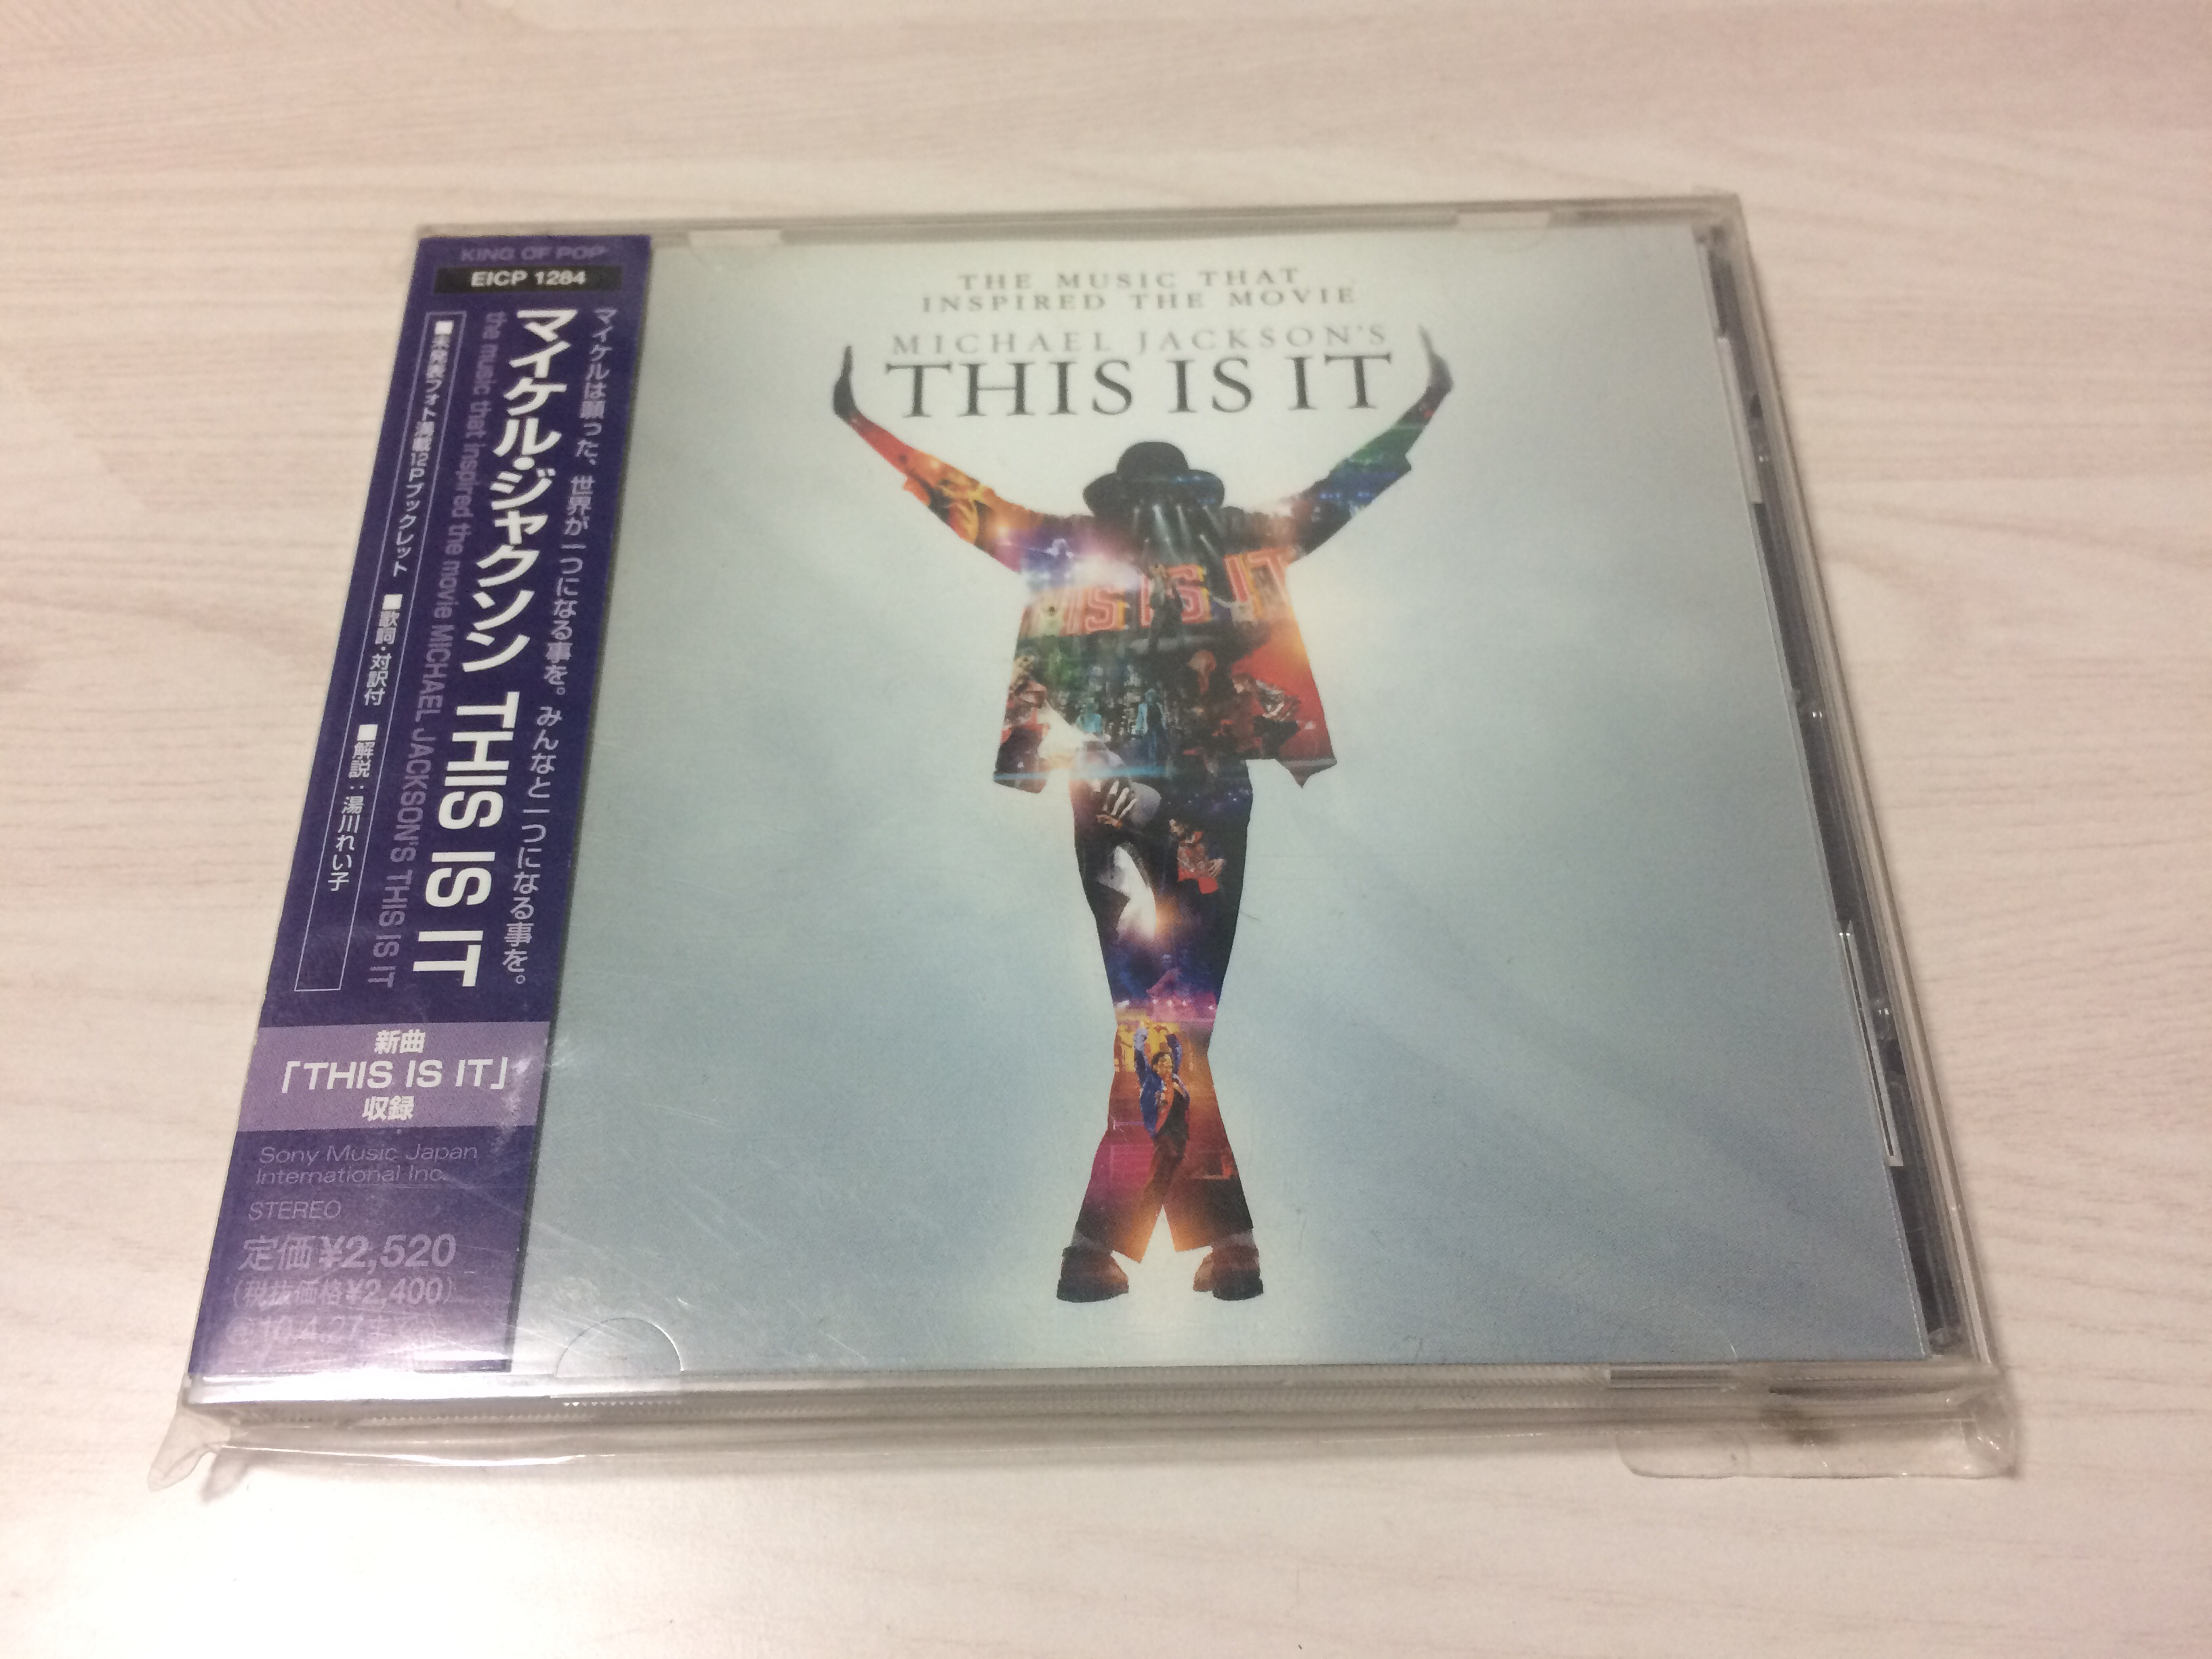 KING OF POP
EICP 1284
マイケルは願った、世界が一つになる事を。みんなと一つになる事を。
マイケル・ジャクソン THIS IS IT
the music that inspired the movie MICHAEL JACKSON'S THIS IS IT
■未発表フォト満載12Pブックレット ■歌詞・対訳付 ■解説:湯川れい子
新曲
「THIS IS IT」
収録
Sony Music Japan
International Inc.
STEREO
定価¥2,520
(税抜価格¥2,400)
10.4.27まで
THE MUSIC THAT
INSPIRED THE MOVIE
MICHAEL JACKSON'S
THIS IS IT
THIS IS IT